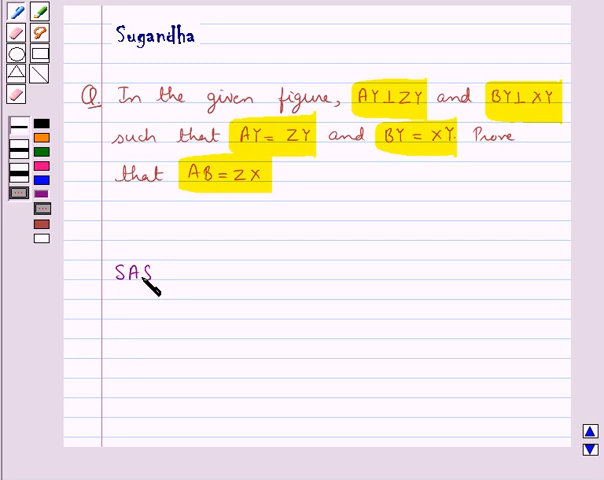 Sugandha
Q. In the given figure, AY⊥ZY and BY⊥XY
such that AY = ZY and BY = XY. Prove
that AB = ZX
SAS